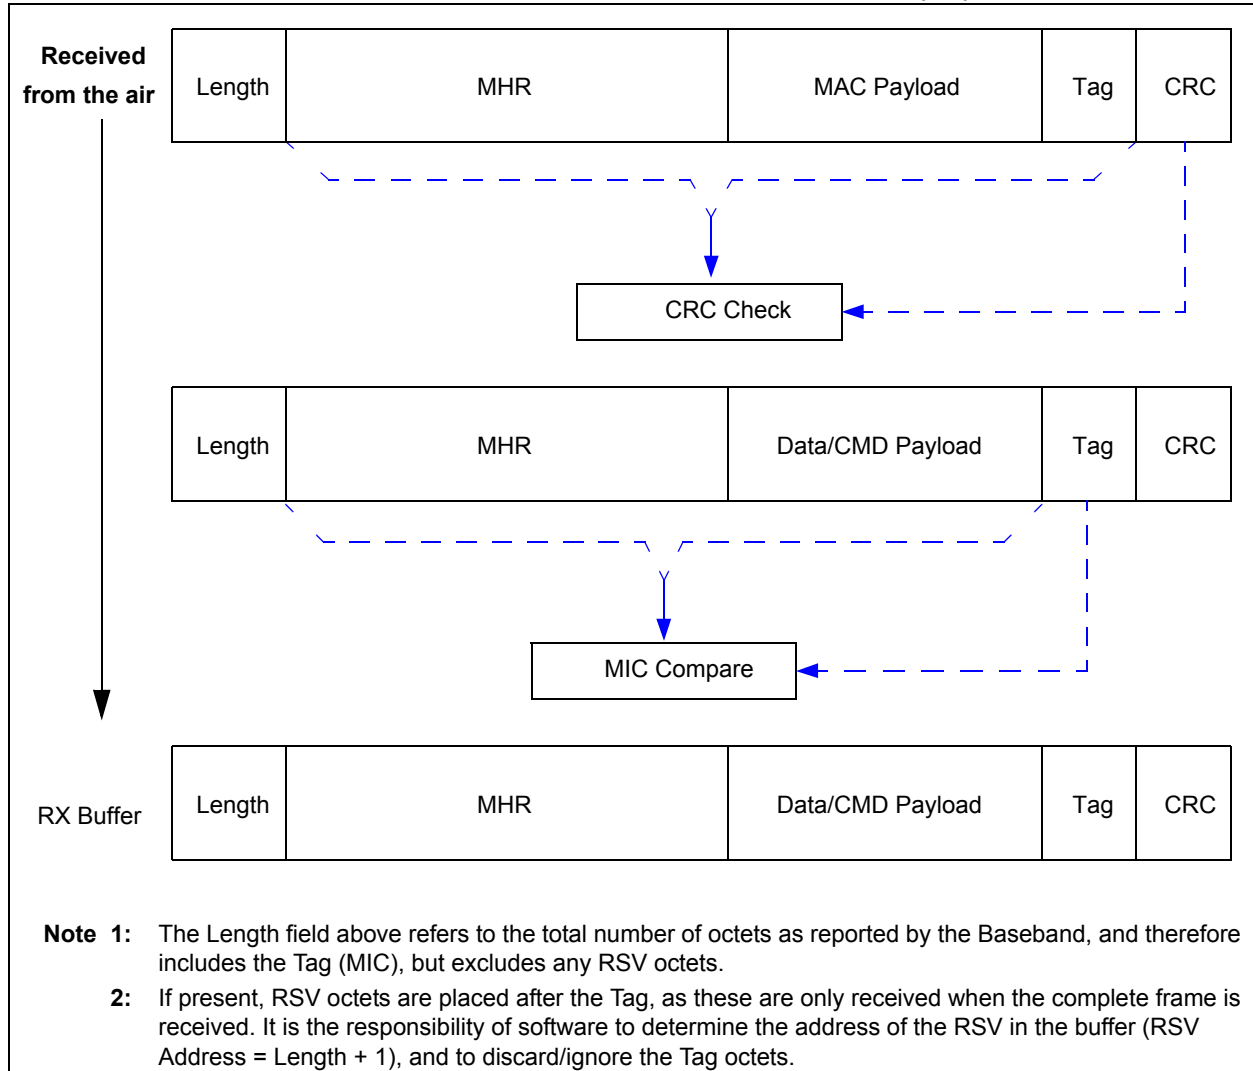 Received
from the air
Length MHR MAC Payload Tag CRC
CRC Check
Length MHR Data/CMD Payload Tag CRC
MIC Compare
RX Buffer
Length MHR Data/CMD Payload Tag CRC
Note 1: The Length field above refers to the total number of octets as reported by the Baseband, and therefore
includes the Tag (MIC), but excludes any RSV octets.
2: If present, RSV octets are placed after the Tag, as these are only received when the complete frame is
received. It is the responsibility of software to determine the address of the RSV in the buffer (RSV
Address = Length + 1), and to discard/ignore the Tag octets.